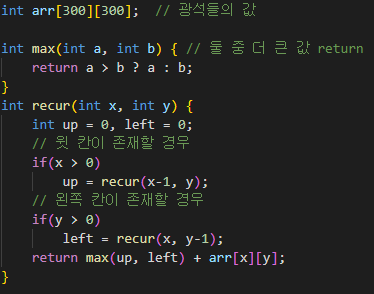 int arr[300][300];  // 광석들의 값

int max(int a, int b) { // 둘 중 더 큰 값 return
    return a > b ? a : b;
}
int recur(int x, int y) {
    int up = 0, left = 0;
    // 윗 칸이 존재할 경우
    if(x > 0)
        up = recur(x-1, y);
    // 왼쪽 칸이 존재할 경우
    if(y > 0)
        left = recur(x, y-1);
    return max(up, left) + arr[x][y];
}